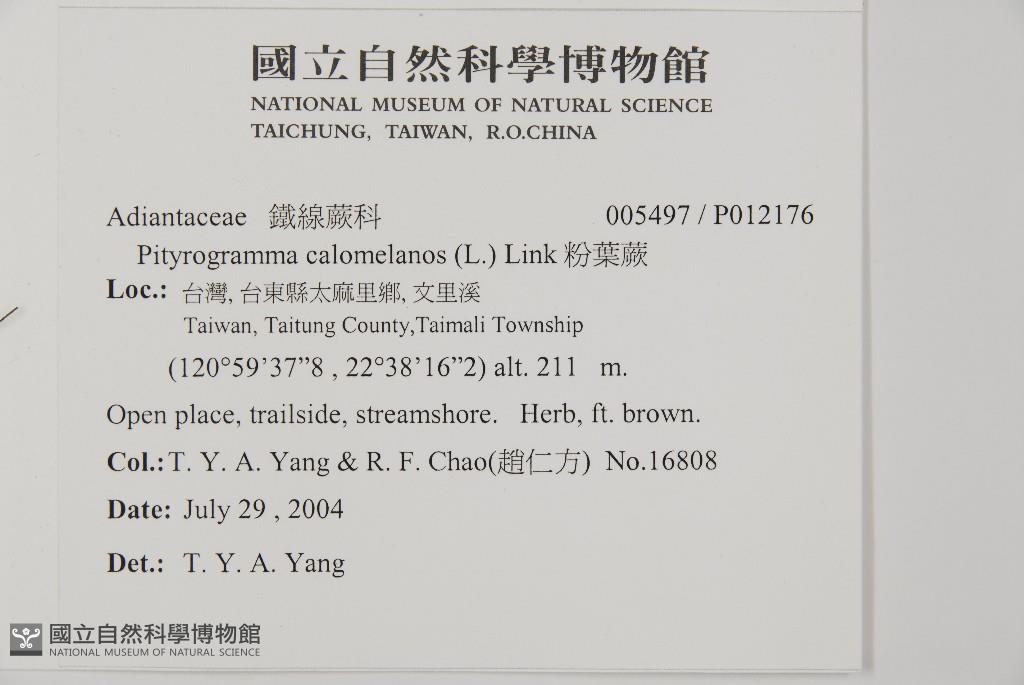 國立自然科學博物館
NATIONAL MUSEUM OF NATURAL SCIENCE
TAICHUNG, TAIWAN, R.O.CHINA
Adiantaceae 鐵線蕨科 005497 / P012176
Pityrogramma calomelanos (L.) Link 粉葉蕨
Loc.: 台灣, 台東縣太麻里鄉, 文里溪
Taiwan, Taitung County,Taimali Township
(120°59’37”8 , 22°38’16”2) alt. 211 m.
Open place, trailside, streamshore. Herb, ft. brown.
Col.: T. Y. A. Yang & R. F. Chao(趙仁方) No.16808
Date: July 29 , 2004
Det.: T. Y. A. Yang
國立自然科學博物館
NATIONAL MUSEUM OF NATURAL SCIENCE